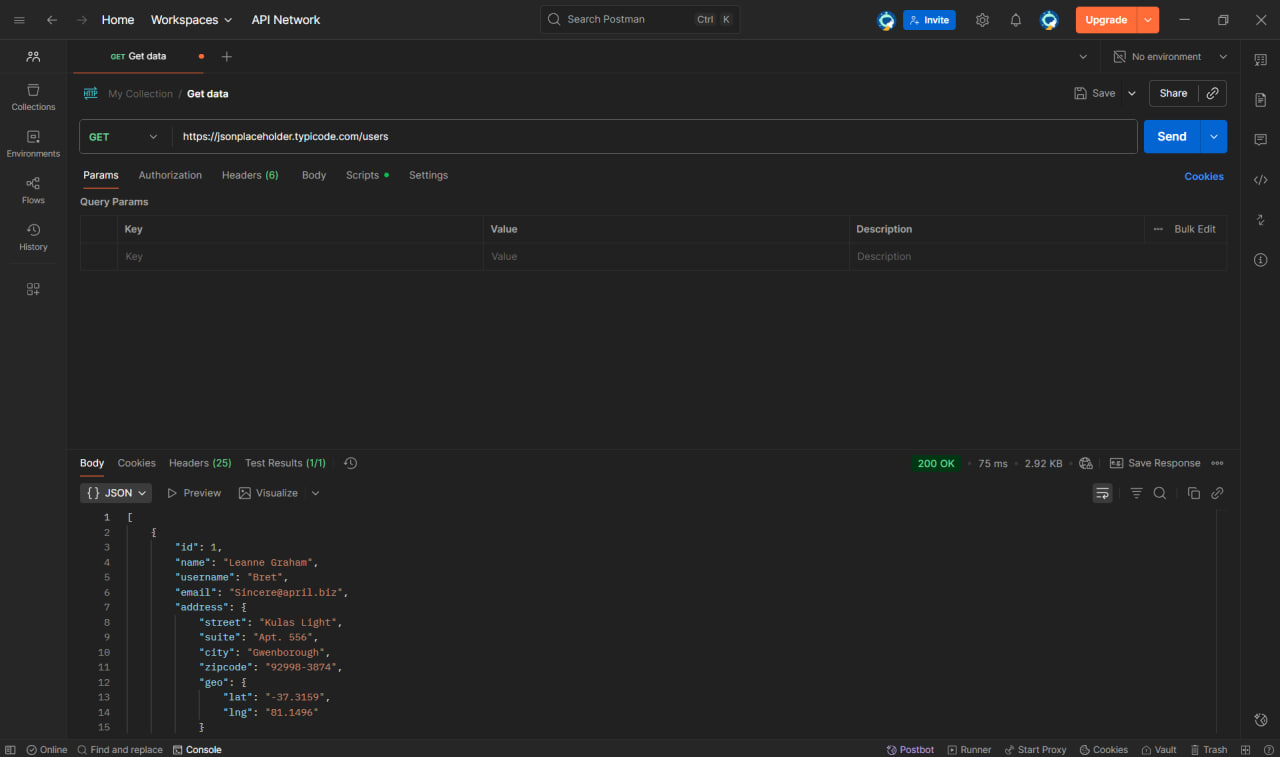 Home Workspaces API Network Search Postman Ctrl K Invite Upgrade
GET Get data No environment
HTTP My Collection / Get data Save Share
GET https://jsonplaceholder.typicode.com/users Send
Params Authorization Headers (6) Body Scripts Settings Cookies
Query Params
Key Value Description Bulk Edit
Key Value Description
Collections
Environments
Flows
History
Body Cookies Headers (25) Test Results (1/1) 200 OK 75 ms 2.92 KB e.g. Save Response
{} JSON Preview Visualize
1 [
2 {
3 "id": 1,
4 "name": "Leanne Graham",
5 "username": "Bret",
6 "email": "Sincere@april.biz",
7 "address": {
8 "street": "Kulas Light",
9 "suite": "Apt. 556",
10 "city": "Gwenborough",
11 "zipcode": "92998-3874",
12 "geo": {
13 "lat": "-37.3159",
14 "lng": "81.1496"
15 }
Online Find and replace Console Postbot Runner Start Proxy Cookies Vault Trash